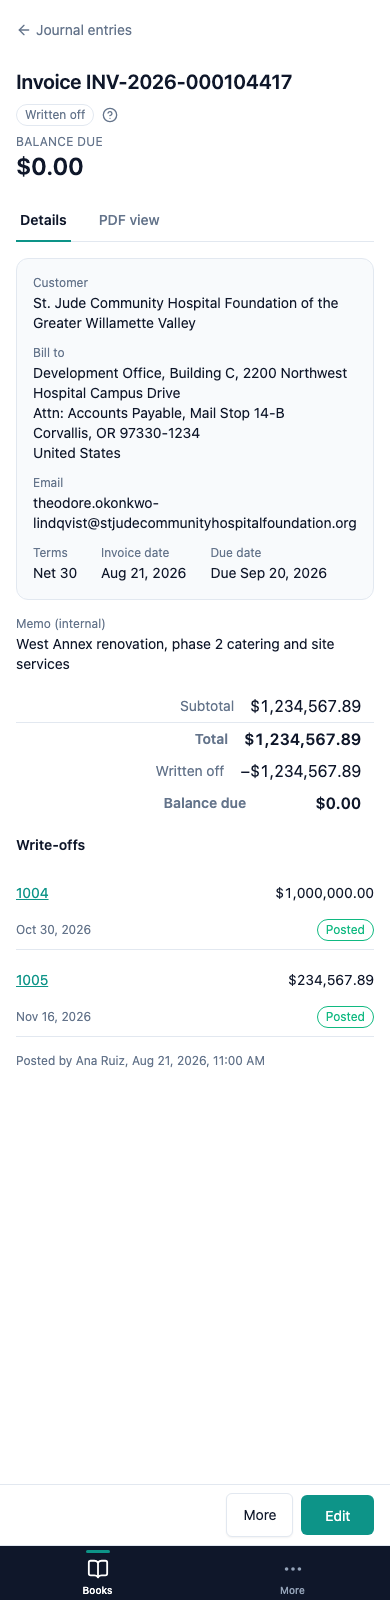 Journal entries
Invoice INV-2026-000104417
Written off
BALANCE DUE
$0.00
Details PDF view
Customer
St. Jude Community Hospital Foundation of the
Greater Willamette Valley
Bill to
Development Office, Building C, 2200 Northwest
Hospital Campus Drive
Attn: Accounts Payable, Mail Stop 14-B
Corvallis, OR 97330-1234
United States
Email
theodore.okonkwo-
lindqvist@stjudecommunityhospitalfoundation.org
Terms Invoice date Due date
Net 30 Aug 21, 2026 Due Sep 20, 2026
Memo (internal)
West Annex renovation, phase 2 catering and site
services
Subtotal $1,234,567.89
Total $1,234,567.89
Written off –$1,234,567.89
Balance due $0.00
Write-offs
1004 $1,000,000.00
Oct 30, 2026 Posted
1005 $234,567.89
Nov 16, 2026 Posted
Posted by Ana Ruiz, Aug 21, 2026, 11:00 AM
More Edit
Books More